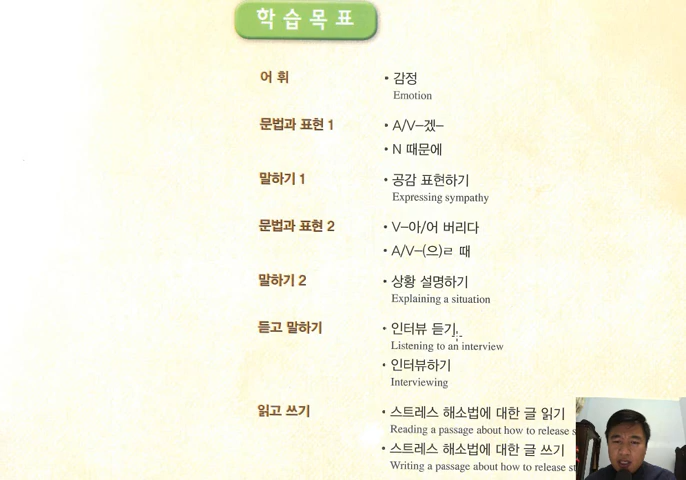 학습목표
어 휘
• 감정
Emotion
문법과 표현 1
• A/V–겠–
• N 때문에
말하기 1
• 공감 표현하기
Expressing sympathy
문법과 표현 2
• V–아/어 버리다
• A/V–(으)ㄹ 때
말하기 2
• 상황 설명하기
Explaining a situation
듣고 말하기
• 인터뷰 듣기
Listening to an interview
• 인터뷰하기
Interviewing
읽고 쓰기
• 스트레스 해소법에 대한 글 읽기
Reading a passage about how to release
• 스트레스 해소법에 대한 글 쓰기
Writing a passage about how to release